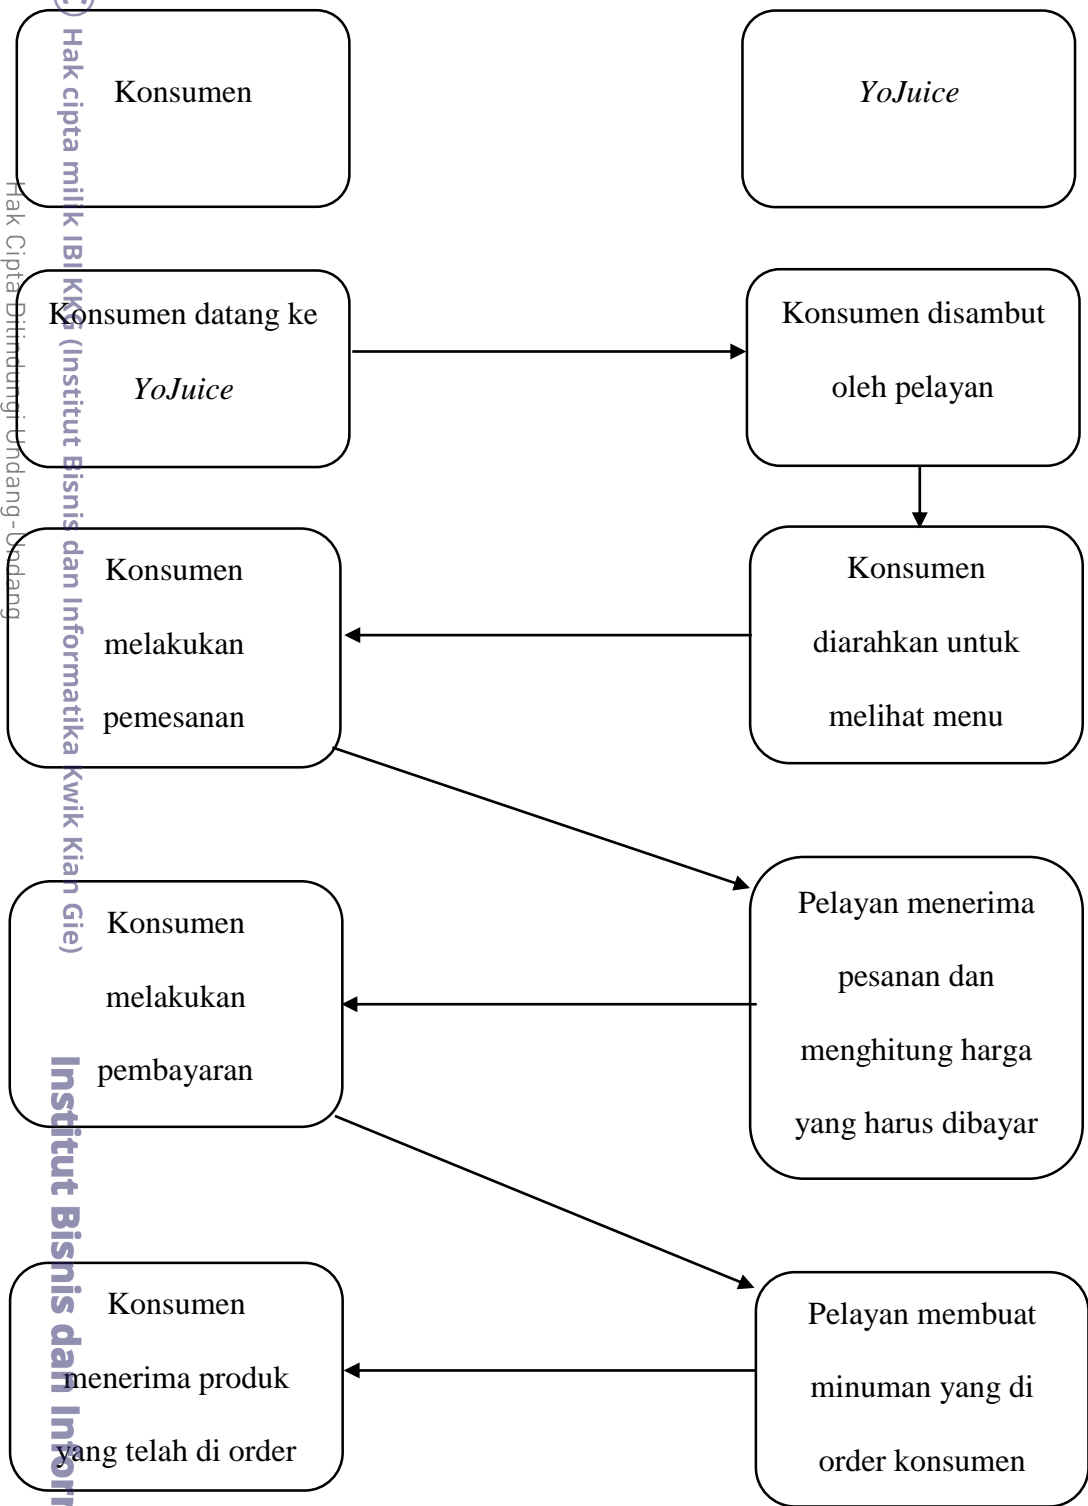 Konsumen
YoJuice
Konsumen datang ke
YoJuice
Konsumen disambut
oleh pelayan
Konsumen
diarahkan untuk
melihat menu
Konsumen
melakukan
pemesanan
Pelayan menerima
pesanan dan
menghitung harga
yang harus dibayar
Konsumen
melakukan
pembayaran
Pelayan membuat
minuman yang di
order konsumen
Konsumen
menerima produk
yang telah di order
Hak Cipta Dilindungi Undang-Undang
© Hak cipta milik IBI KKG (Institut Bisnis dan Informatika Kwik Kian Gie)
Institut Bisnis dan Infor